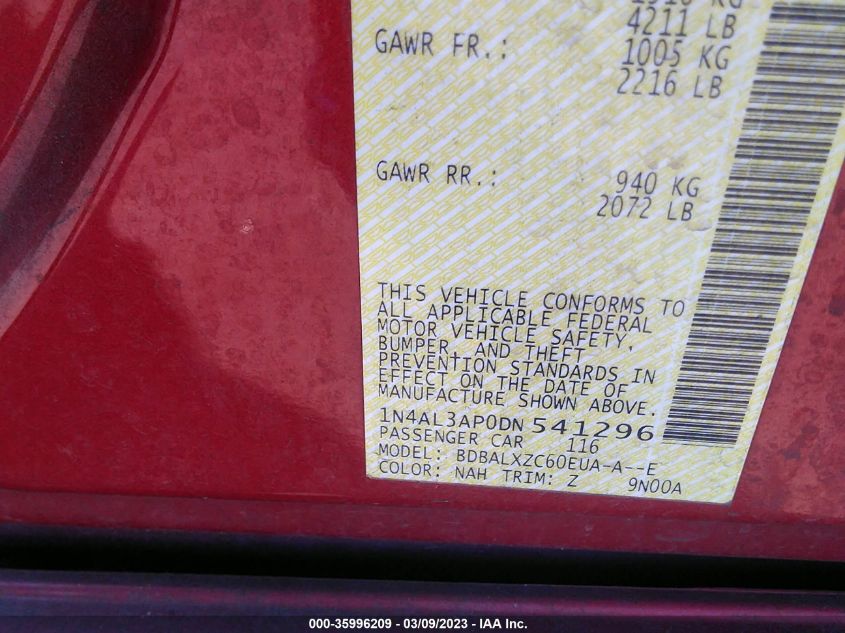 4211 LB
GAWR FR.: 1005 KG
2216 LB
GAWR RR.: 940 KG
2072 LB
THIS VEHICLE CONFORMS TO
ALL APPLICABLE FEDERAL
MOTOR VEHICLE SAFETY,
BUMPER, AND THEFT
PREVENTION STANDARDS IN
EFFECT ON THE DATE OF
MANUFACTURE SHOWN ABOVE.
1N4AL3AP0DN541296
PASSENGER CAR 116
MODEL: BDBALXZC60EUA-A--E
COLOR: NAH TRIM: Z 9N00A
000-35996209 - 03/09/2023 - IAA Inc.